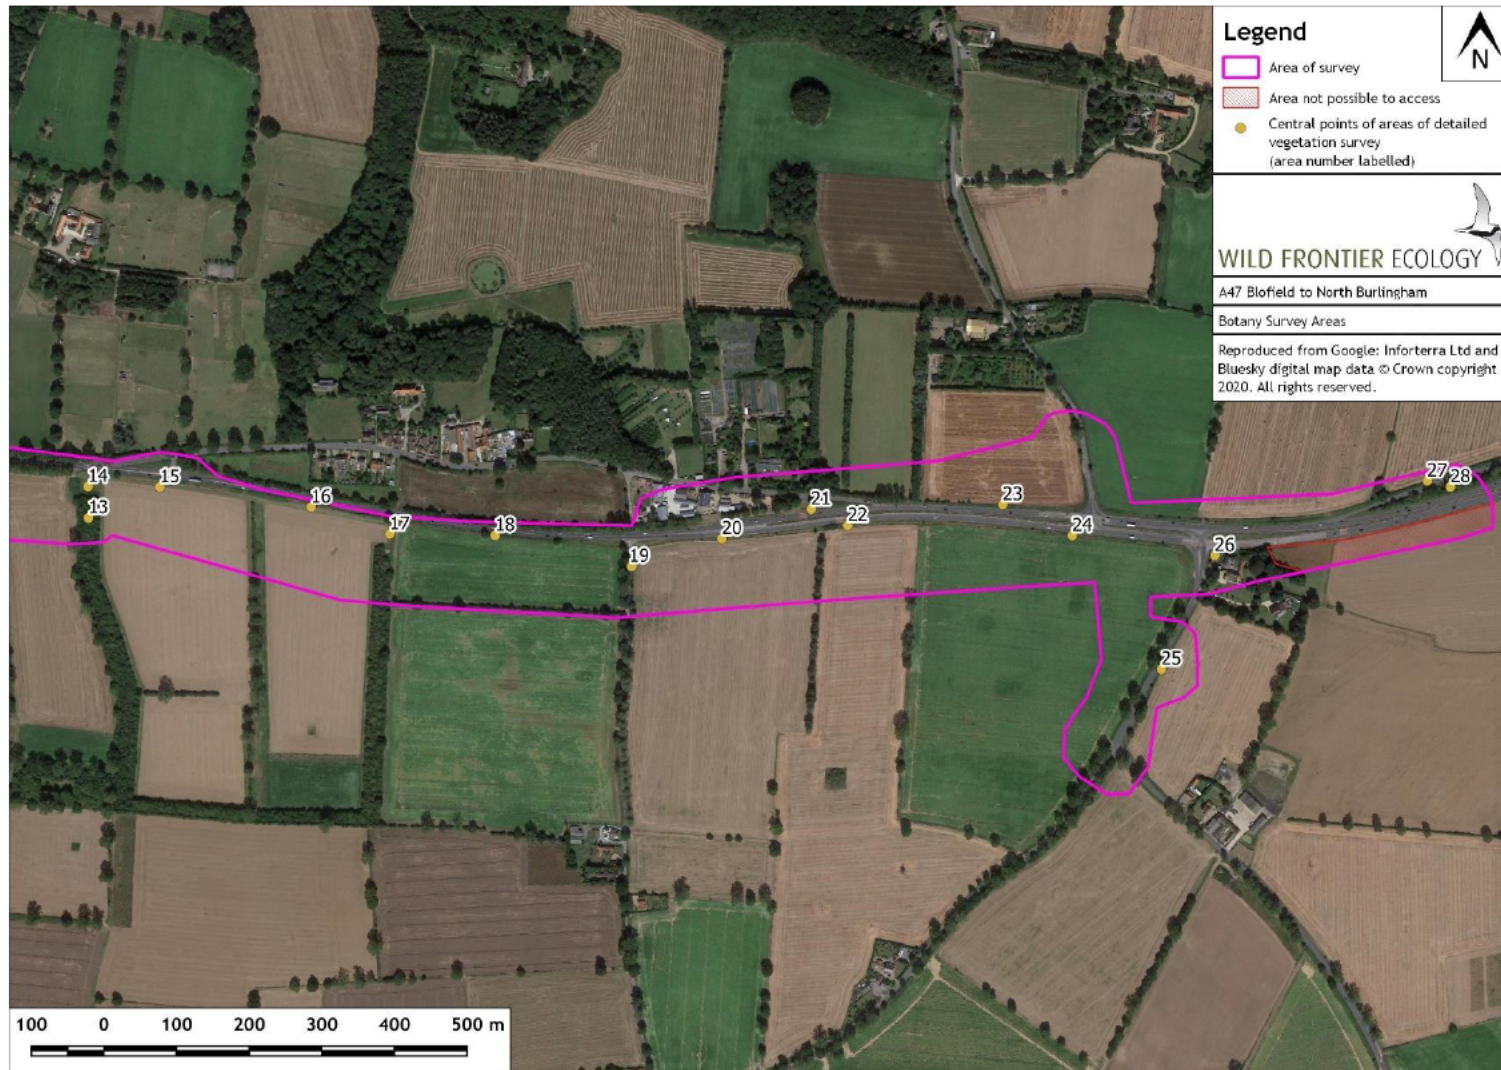 Legend
N
Area of survey
Area not possible to access
Central points of areas of detailed
vegetation survey
(area number labelled)
WILD FRONTIER ECOLOGY
A47 Blofield to North Burlingham
Botany Survey Areas
Reproduced from Google: Inforterra Ltd and
Bluesky digital map data © Crown copyright
2020. All rights reserved.
14
15
13
16
17
18
19
20
21
22
23
24
25
26
27
28
100 0 100 200 300 400 500 m